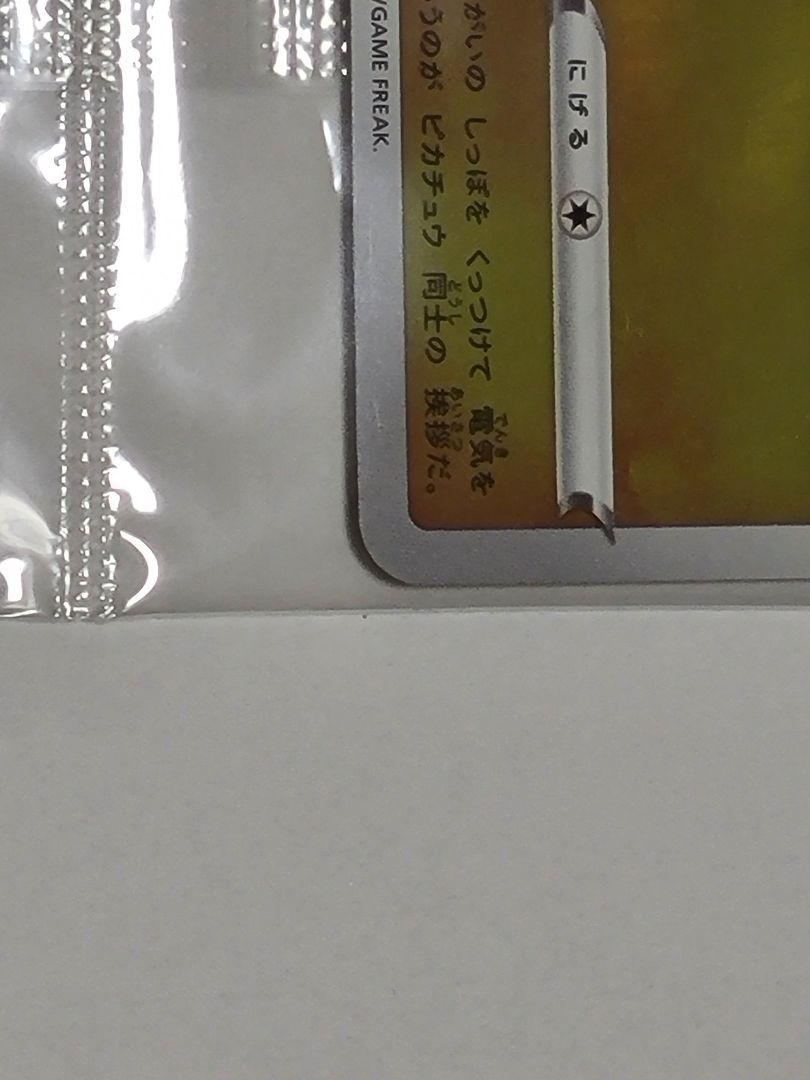 にげる
がいの しっぽを くっつけて 電気を
うのが ピカチュウ 同士の 挨拶だ。
/GAME FREAK.